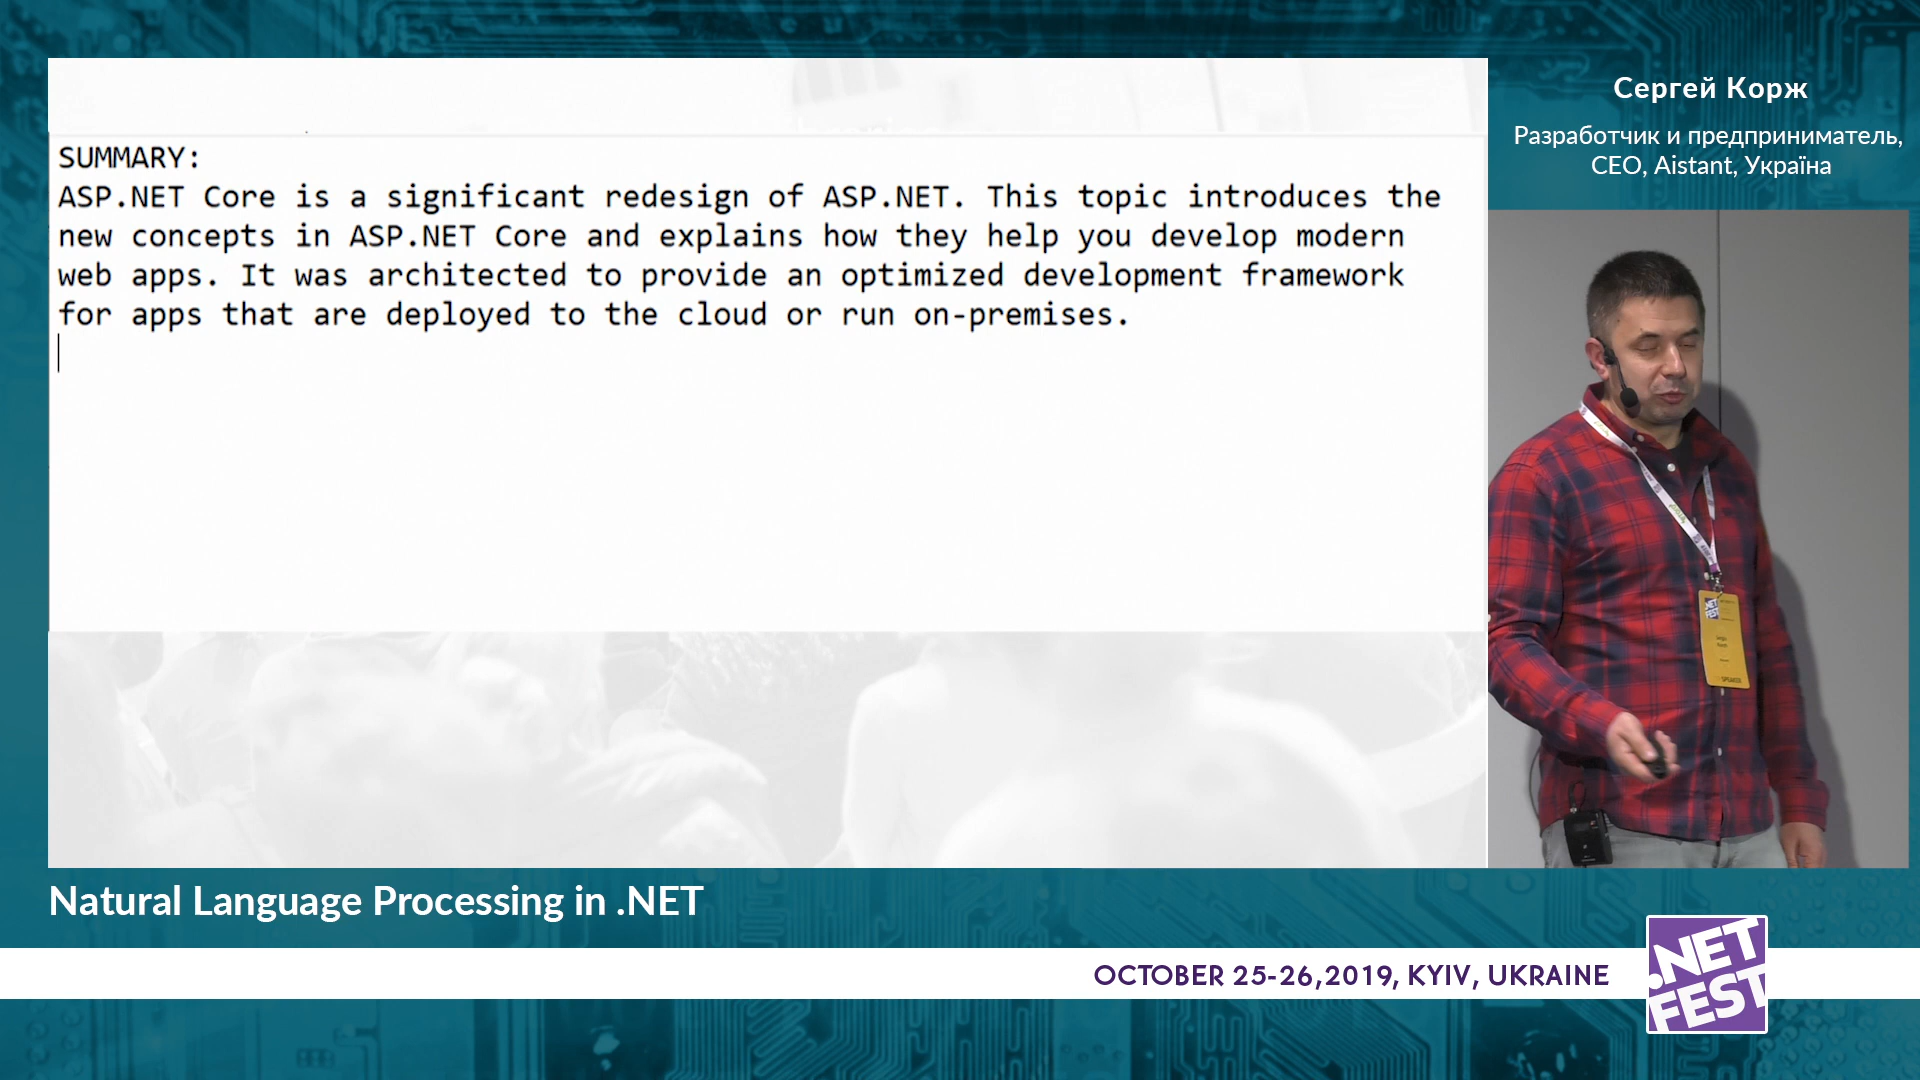 Сергей Корж
Разработчик и предприниматель,
CEO, Aistant, Україна
SUMMARY:
ASP.NET Core is a significant redesign of ASP.NET. This topic introduces the
new concepts in ASP.NET Core and explains how they help you develop modern
web apps. It was architected to provide an optimized development framework
for apps that are deployed to the cloud or run on-premises.
SPEAKER
Natural Language Processing in .NET
OCTOBER 25-26,2019, KYIV, UKRAINE
.NET
FEST